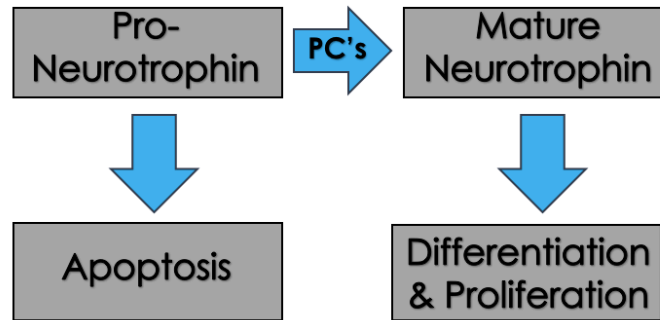 Pro-
Neurotrophin
PC's
Mature
Neurotrophin
Apoptosis
Differentiation
& Proliferation